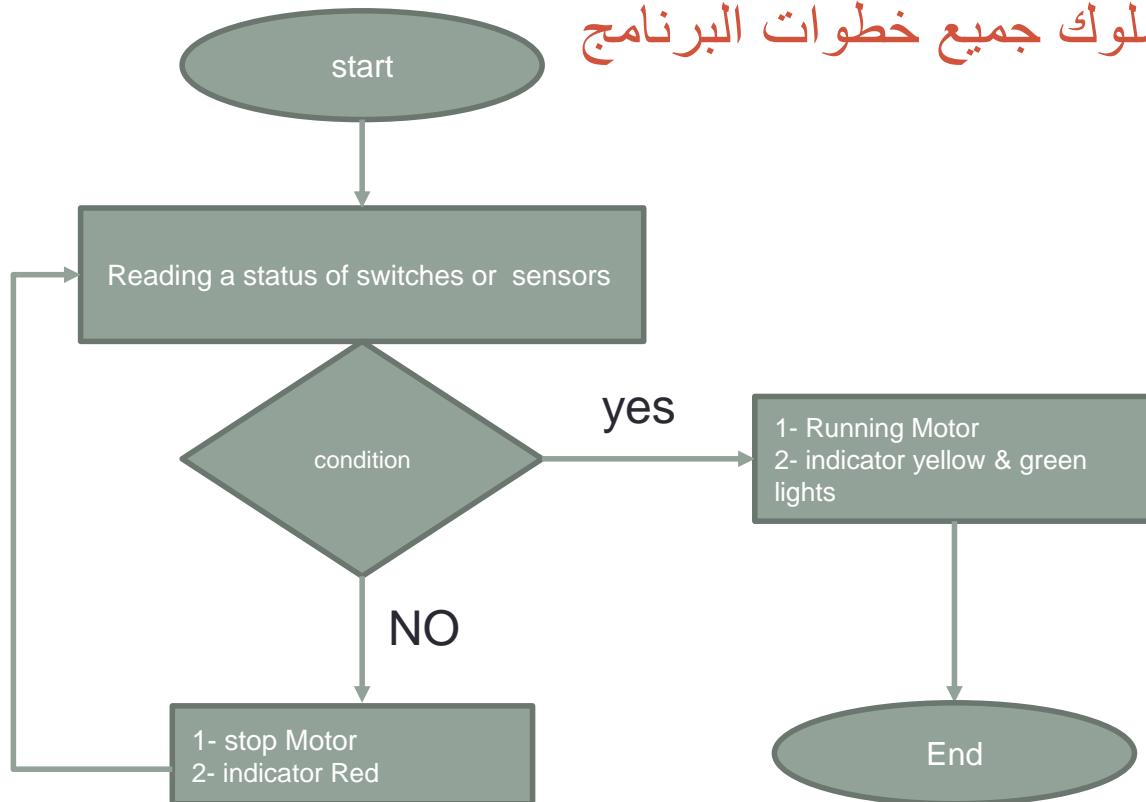 جميع خطوات البرنامج
start
Reading a status of switches or sensors
condition
yes
1- Running Motor
2- indicator yellow & green
lights
NO
1- stop Motor
2- indicator Red
End